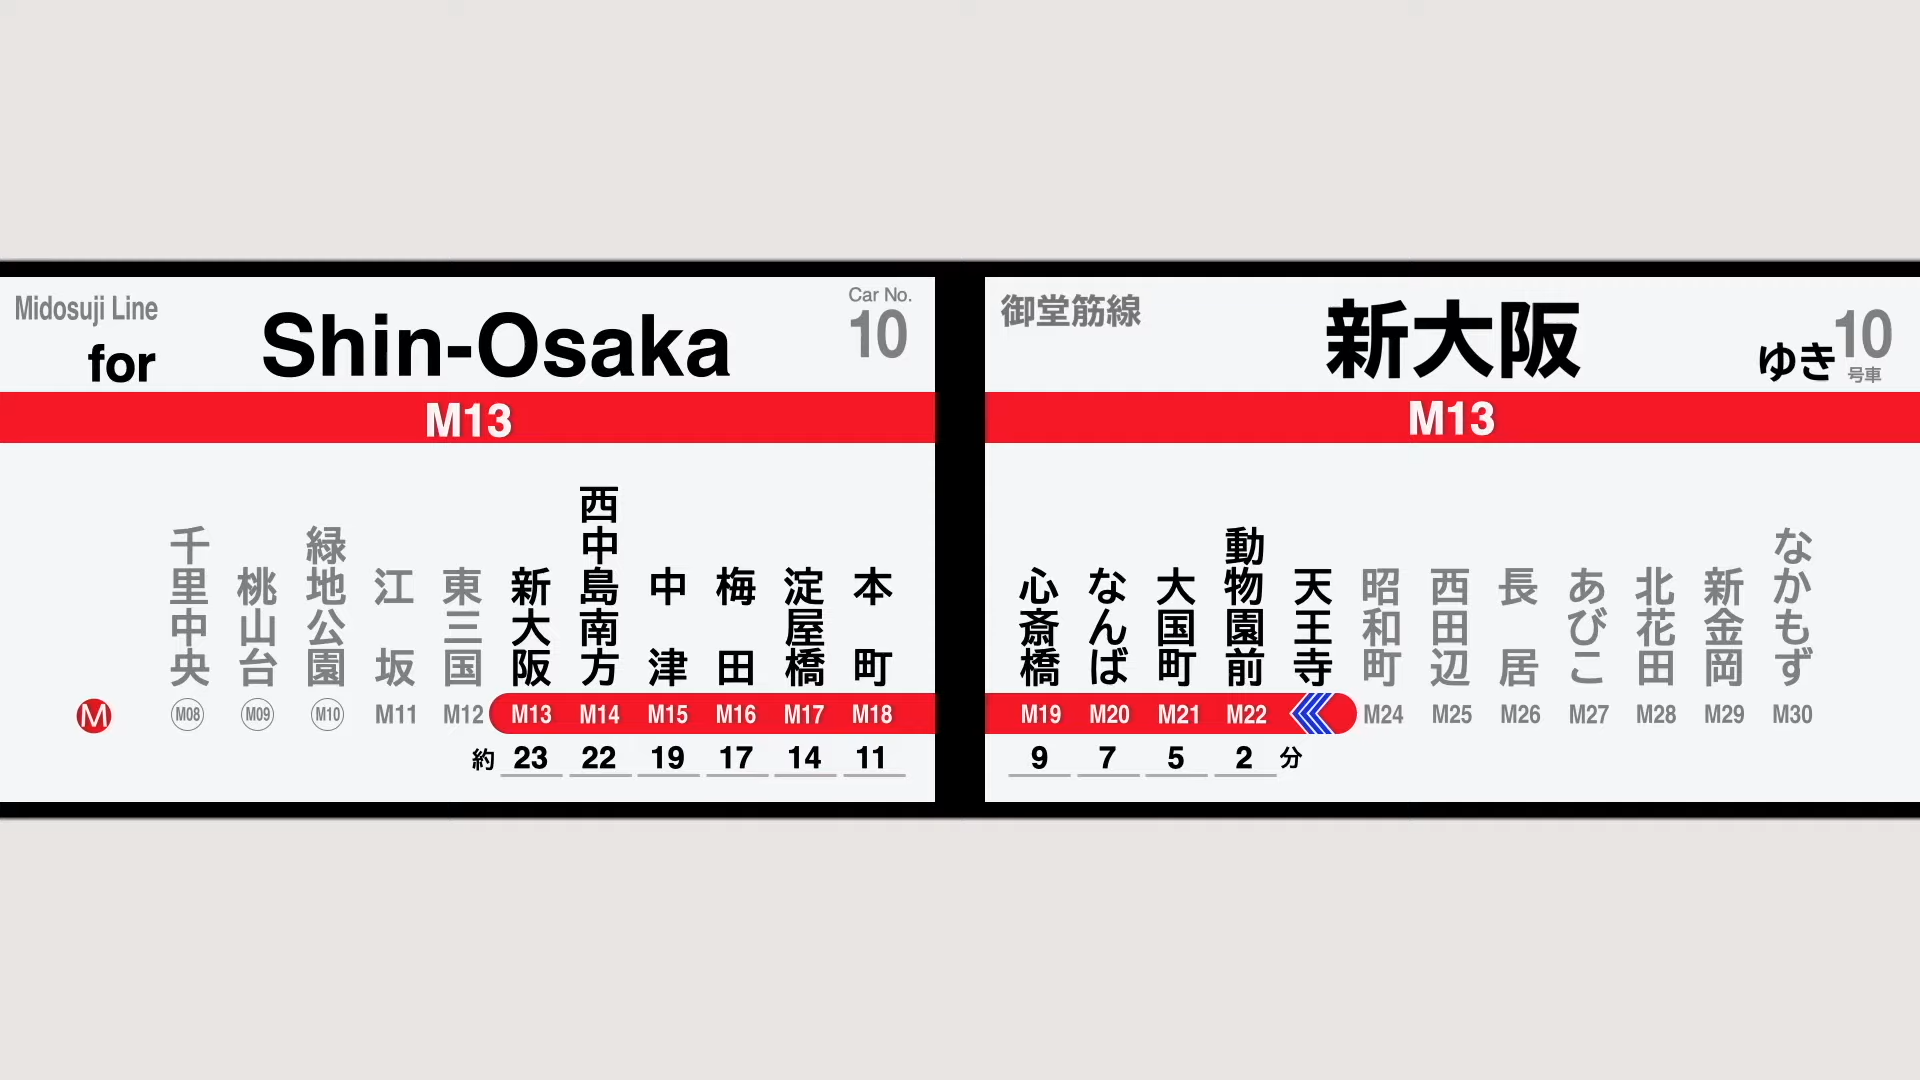 Midosuji Line
for
Shin-Osaka
Car No.
10
M13
千里中央
桃山台
緑地公園
江坂
東三国
新大阪
西中島南方
中津
梅田
淀屋橋
本町
M
M08 M09 M10 M11 M12 M13 M14 M15 M16 M17 M18
約 23 22 19 17 14 11
御堂筋線
新大阪
ゆき
10
号車
M13
心斎橋
なんば
大国町
動物園前
天王寺
昭和町
西田辺
長居
あびこ
北花田
新金岡
なかもず
M19 M20 M21 M22 M24 M25 M26 M27 M28 M29 M30
9 7 5 2 分